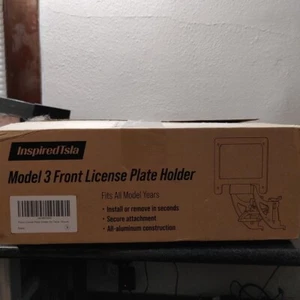 InspiredTsla
Model 3 Front License Plate Holder
Fits All Model Years
• Install or remove in seconds
• Secure attachment
• All-aluminum construction